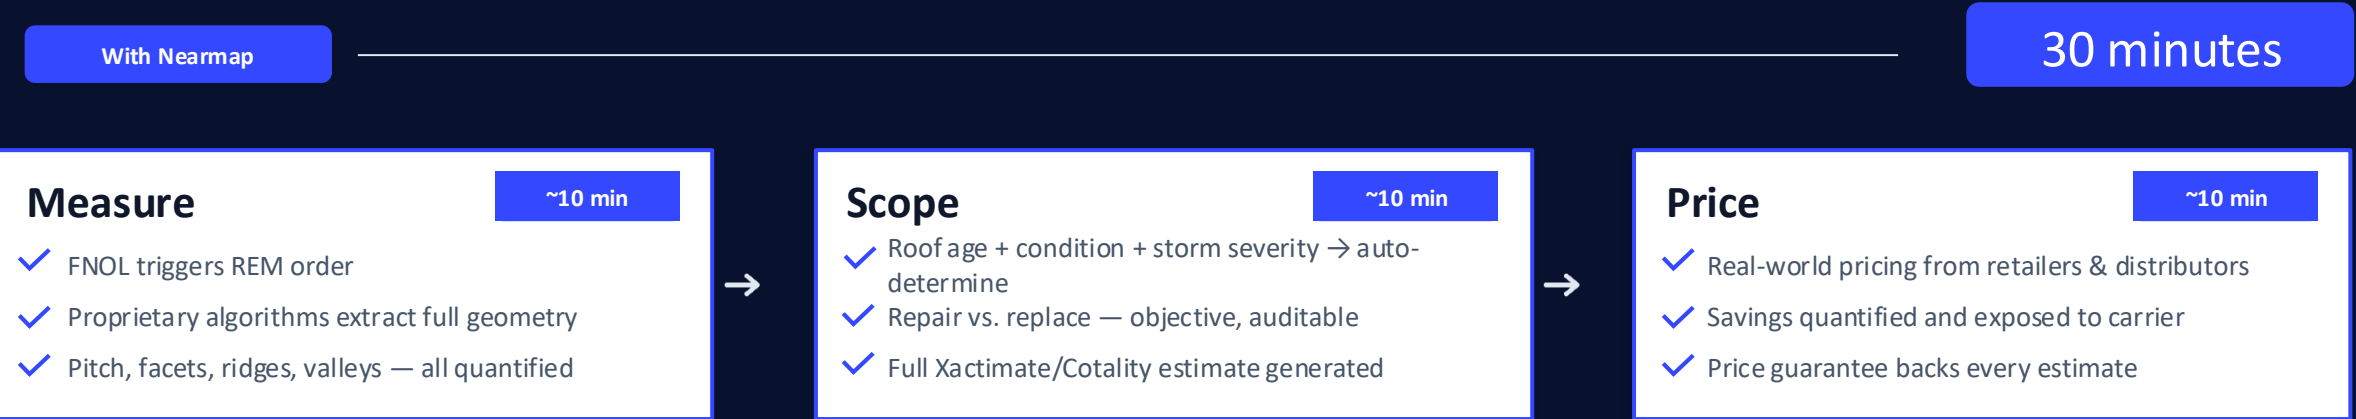 With Nearmap
30 minutes
Measure
~10 min
FNOL triggers REM order
Proprietary algorithms extract full geometry
Pitch, facets, ridges, valleys — all quantified
→
Scope
~10 min
Roof age + condition + storm severity → auto-
determine
Repair vs. replace — objective, auditable
Full Xactimate/Cotality estimate generated
→
Price
~10 min
Real-world pricing from retailers & distributors
Savings quantified and exposed to carrier
Price guarantee backs every estimate